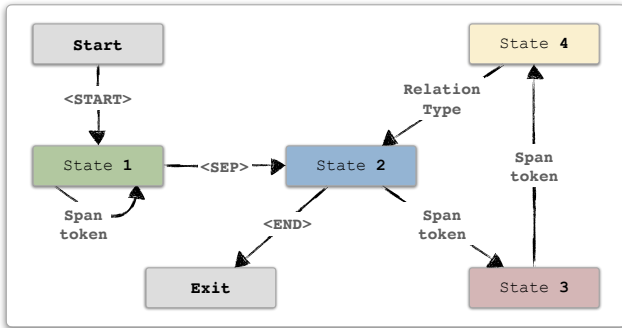 Start
State 4
<START>
Relation
Type
State 1
<SEP>
State 2
Span
token
Span
token
<END>
Span
token
Exit
State 3